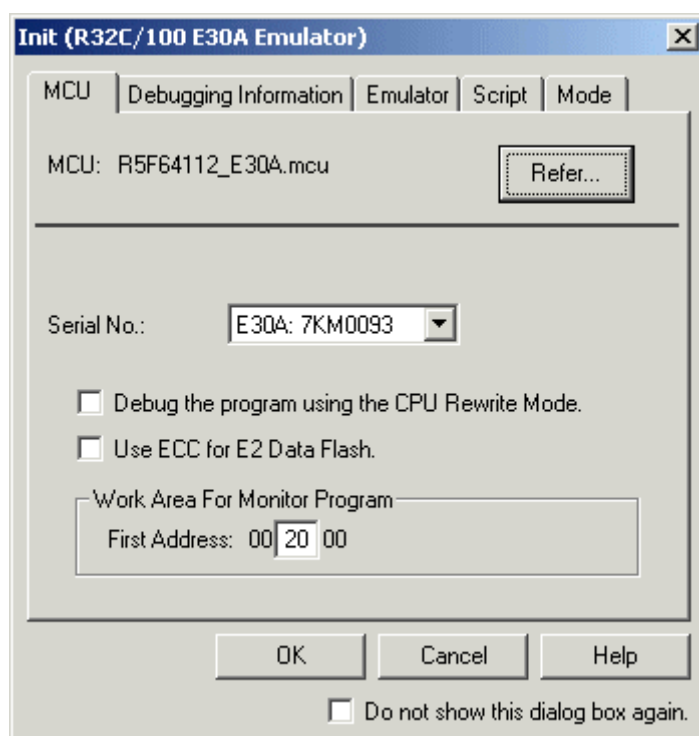 Init (R32C/100 E30A Emulator)
MCU Debugging Information Emulator Script Mode
MCU: R5F64112_E30A.mcu Refer...
Serial No.: E30A: 7KM0093
Debug the program using the CPU Rewrite Mode.
Use ECC for E2 Data Flash.
Work Area For Monitor Program
First Address: 00 20 00
OK Cancel Help
Do not show this dialog box again.